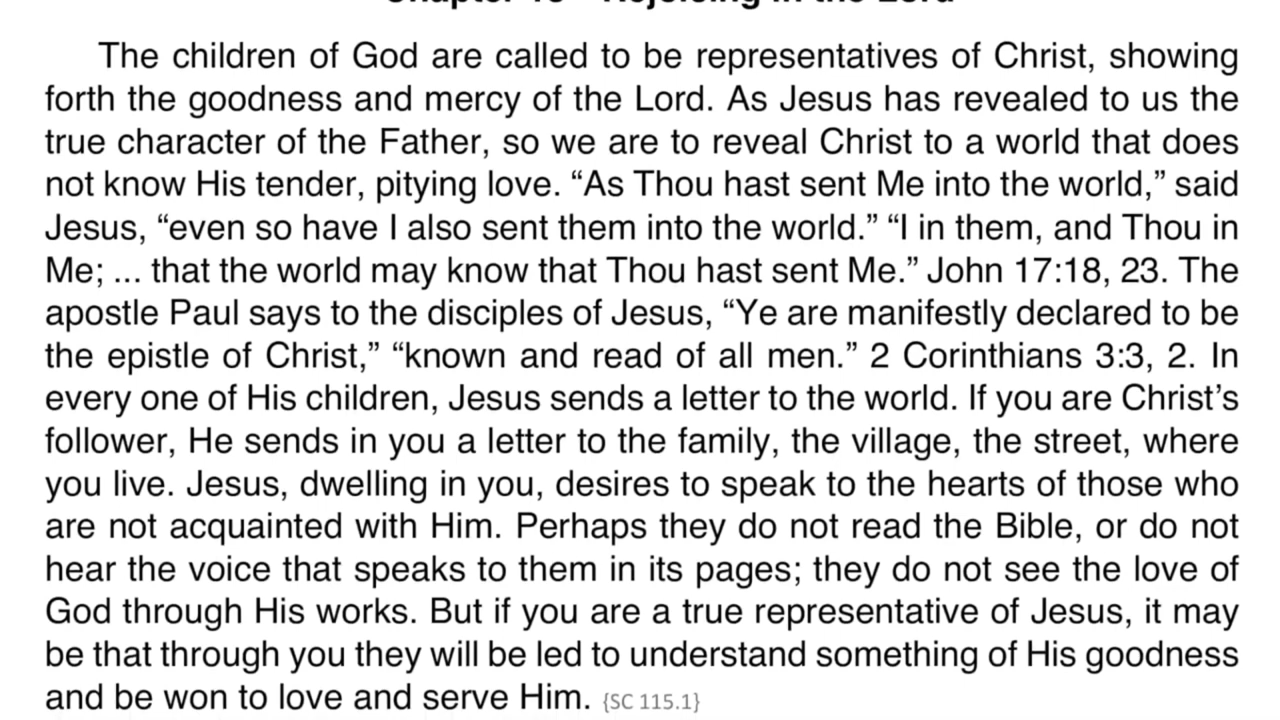 Rejoicing in the Lord
The children of God are called to be representatives of Christ, showing
forth the goodness and mercy of the Lord. As Jesus has revealed to us the
true character of the Father, so we are to reveal Christ to a world that does
not know His tender, pitying love. “As Thou hast sent Me into the world,” said
Jesus, “even so have I also sent them into the world.” “I in them, and Thou in
Me; ... that the world may know that Thou hast sent Me.” John 17:18, 23. The
apostle Paul says to the disciples of Jesus, “Ye are manifestly declared to be
the epistle of Christ,” “known and read of all men.” 2 Corinthians 3:3, 2. In
every one of His children, Jesus sends a letter to the world. If you are Christ’s
follower, He sends in you a letter to the family, the village, the street, where
you live. Jesus, dwelling in you, desires to speak to the hearts of those who
are not acquainted with Him. Perhaps they do not read the Bible, or do not
hear the voice that speaks to them in its pages; they do not see the love of
God through His works. But if you are a true representative of Jesus, it may
be that through you they will be led to understand something of His goodness
and be won to love and serve Him. {SC 115.1}